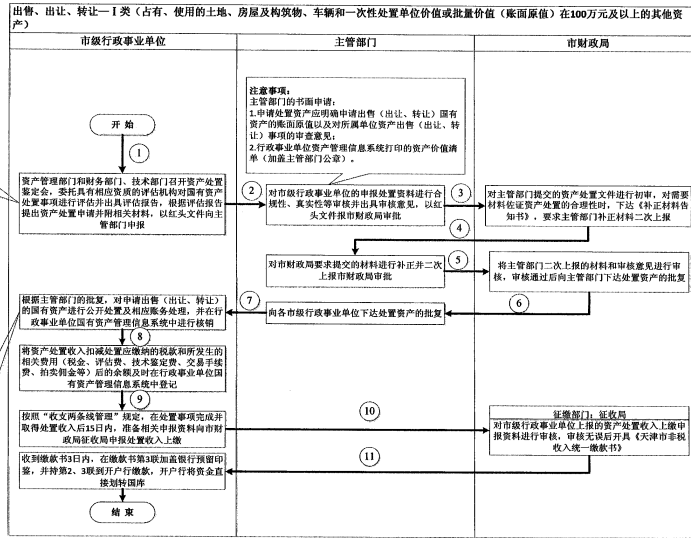 出售、出让、转让—Ⅰ类（占有、使用的土地、房屋及构筑物、车辆和一次性处置单位价值或批量价值（账面原值）在100万元及以上的其他资
产）
市级行政事业单位
主管部门
市财政局
注意事项：
主管部门的书面申请：
1.申请处置资产应明确申请出售（出让、转让）国有
资产的账面原值以及对所属单位资产出售（出让、转
让）事项的审查意见；
2.行政事业单位资产管理信息系统打印的资产价值清
单（加盖主管部门公章）。
开 始
①
资产管理部门和财务部门、技术部门召开资产处置
鉴定会，委托具有相应资质的评估机构对国有资产
处置事项进行评估并出具评估报告，根据评估报告
提出资产处置申请并附相关材料，以红头文件向主
管部门申报
②
对市级行政事业单位的申报处置资料进行合
规性、真实性等审核并出具审核意见，以红
头文件报市财政局审批
③
对主管部门提交的资产处置文件进行初审，对需要
材料佐证资产处置的合理性时，下达《补正材料告
知书》，要求主管部门补正材料二次上报
④
对市财政局要求提交的材料进行补正并二次
上报市财政局审批
⑤
将主管部门二次上报的材料和审核意见进行审
核，审核通过后向主管部门下达处置资产的批复
⑥
向各市级行政事业单位下达处置资产的批复
⑦
根据主管部门的批复，对申请出售（出让、转让）
的国有资产进行公开处置及相应账务处理，并在行
政事业单位国有资产管理信息系统中进行核销
⑧
将资产处置收入扣减处置应缴纳的税款和所发生的
相关费用（税金、评估费、技术鉴定费、交易手续
费、拍卖佣金等）后的余额及时在行政事业单位国
有资产管理信息系统中登记
⑨
按照“收支两条线管理”规定，在处置事项完成并
取得处置收入后15日内，准备相关申报资料向市财
政局征收局申报处置收入上缴
⑩
征缴部门：征收局
对市级行政事业单位上报的资产处置收入上缴申
报资料进行审核，审核无误后开具《天津市非税
收入统一缴款书》
⑪
收到缴款书3日内，在缴款书第3联加盖银行预留印
鉴，并持第2、3联到开户行缴款，开户行将资金直
接划转国库
结 束